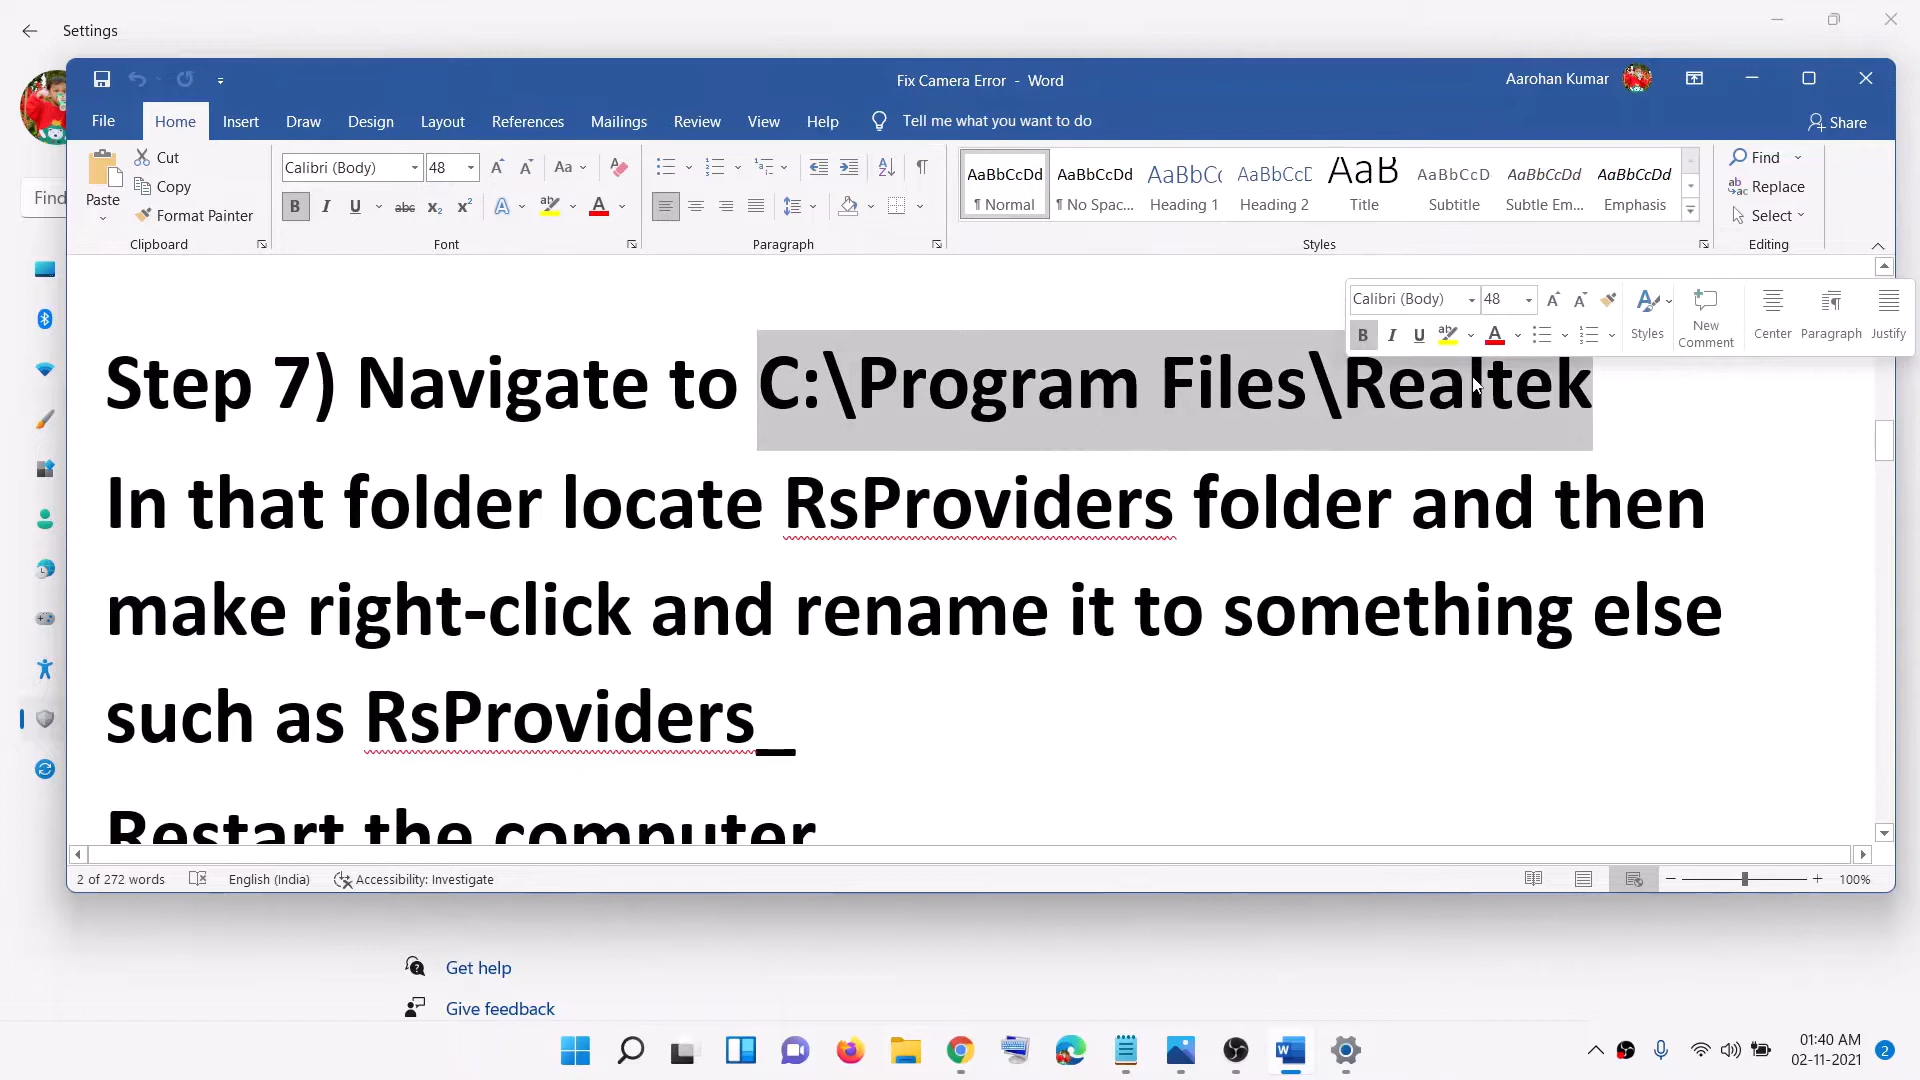 Settings
Fix Camera Error - Word
Aarohan Kumar
File Home Insert Draw Design Layout References Mailings Review View Help Tell me what you want to do Share
Paste
Cut
Copy
Format Painter
Clipboard
Calibri (Body) 48
Font
Paragraph
AaBbCcDd
¶ Normal
AaBbCcDd
¶ No Spac...
AaBbCc
Heading 1
AaBbCcD
Heading 2
AaB
Title
AaBbCcD
Subtitle
AaBbCcDd
Subtle Em...
AaBbCcDd
Emphasis
Styles
Find
Replace
Select
Editing
Find
Calibri (Body) 48
Styles
New
Comment
Center
Paragraph
Justify
Step 7) Navigate to C:\Program Files\Realtek
In that folder locate RsProviders folder and then
make right-click and rename it to something else
such as RsProviders_
Restart the computer
2 of 272 words
English (India)
Accessibility: Investigate
100%
Get help
Give feedback
01:40 AM
02-11-2021
2